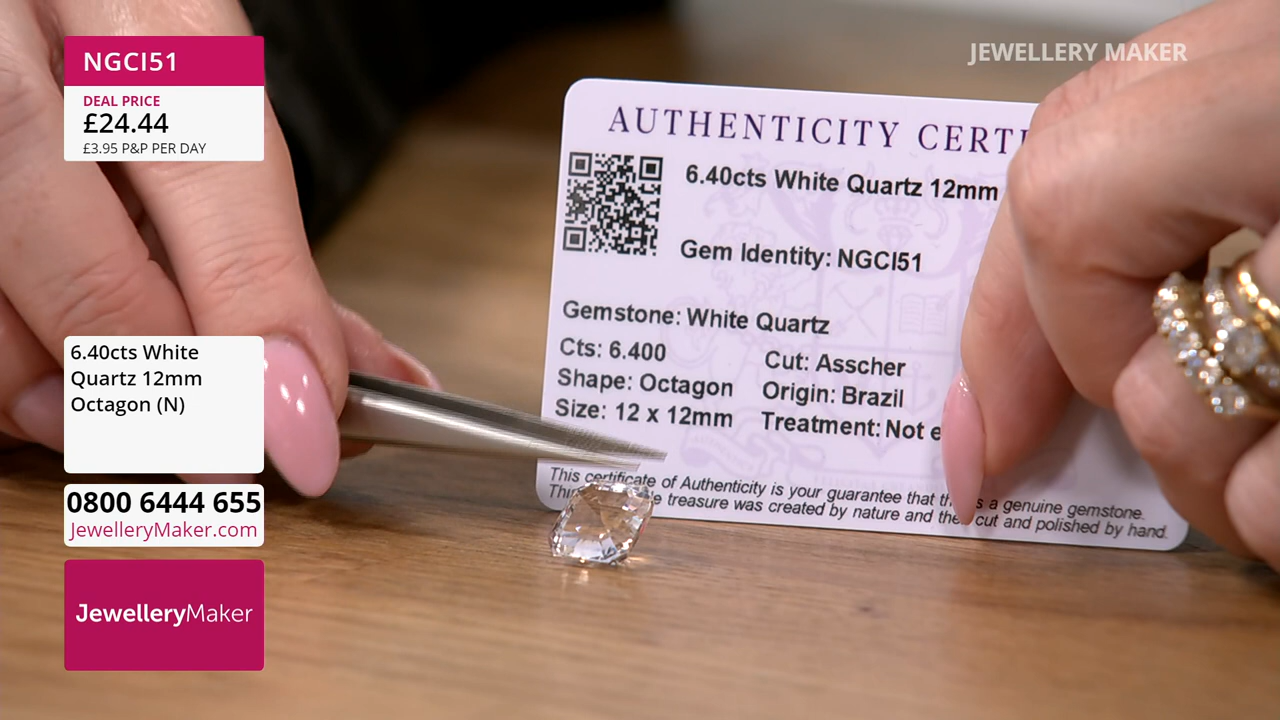 NGCI51
DEAL PRICE
£24.44
£3.95 P&P PER DAY
6.40cts White
Quartz 12mm
Octagon (N)
0800 6444 655
JewelleryMaker.com
JewelleryMaker
JEWELLERY MAKER
AUTHENTICITY CERTI
6.40cts White Quartz 12mm
Gem Identity: NGCI51
Gemstone: White Quartz
Cts: 6.400
Cut: Asscher
Shape: Octagon
Origin: Brazil
Size: 12 x 12mm
Treatment: Not e
This certificate of Authenticity is your guarantee that th s a genuine gemstone.
treasure was created by nature and the cut and polished by hand.